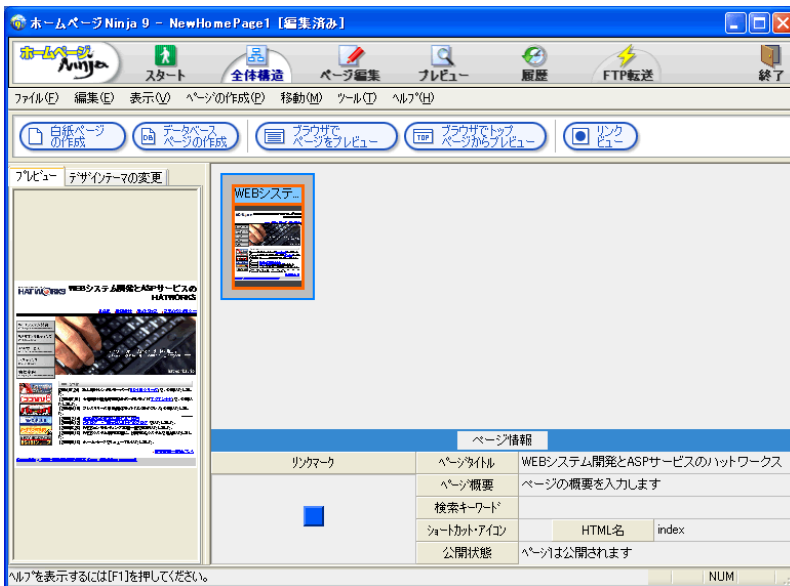 ホームページNinja 9 - NewHomePage1 [編集済み]
ホームページ
Ninja
スタート
全体構造
ページ編集
プレビュー
履歴
FTP転送
終了
ファイル(F) 編集(E) 表示(V) ページの作成(P) 移動(M) ツール(T) ヘルプ(H)
白紙ページ
の作成
DB
データベース
ページの作成
ブラウザで
ページをプレビュー
TOP
ブラウザでトップ
ページからプレビュー
リンク
ビュー
プレビュー
デザインテーマの変更
WEBシステ...
HATWORKS
WEBシステム開発とASPサービスの
HATWORKS
ページ情報
リンクマーク
ページタイトル
WEBシステム開発とASPサービスのハットワークス
ページ概要
ページの概要を入力します
検索キーワード
ショートカット・アイコン
HTML名
index
公開状態
ページは公開されます
ヘルプを表示するには[F1]を押してください。
NUM